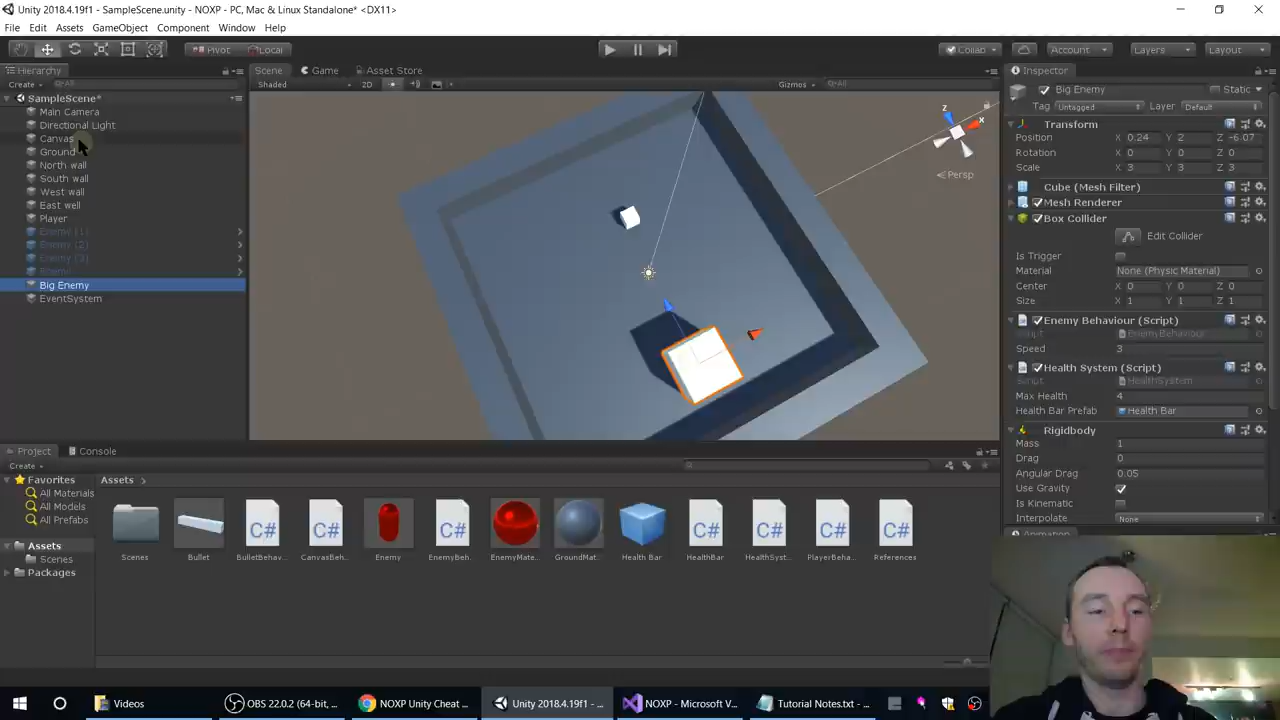 Unity 2018.4.19f1 - SampleScene.unity - NOXP - PC, Mac & Linux Standalone* <DX11>
File Edit Assets GameObject Component Window Help
Pivot Local Collab Account Layers Layout
Hierarchy Scene Game Asset Store Inspector
Create All Shaded 2D Gizmos All
SampleScene*
Main Camera
Directional Light
Canvas
Ground
North wall
South wall
West wall
East well
Player
Enemy (1)
Enemy (2)
Enemy (3)
Enemy
Big Enemy
EventSystem
z
x
Persp
Big Enemy Static
Tag Untagged Layer Default
Transform
Position X 0.24 Y 2 Z -6.07
Rotation X 0 Y 0 Z 0
Scale X 3 Y 3 Z 3
Cube (Mesh Filter)
Mesh Renderer
Box Collider
Edit Collider
Is Trigger
Material None (Physic Material)
Center X 0 Y 0 Z 0
Size X 1 Y 1 Z 1
Enemy Behaviour (Script)
Script EnemyBehaviour
Speed 3
Health System (Script)
Script HealthSystem
Max Health 4
Health Bar Prefab Health Bar
Rigidbody
Mass 1
Drag 0
Angular Drag 0.05
Use Gravity
Is Kinematic
Interpolate None
Animation
Project Console
Create
Favorites
All Materials
All Models
All Prefabs
Assets
Scenes
Packages
Assets
C# C# C# C# C# C# C#
Scenes Bullet BulletBehav... CanvasBeh... Enemy EnemyBeh... EnemyMate... GroundMat... Health Bar HealthBar HealthSyst... PlayerBeha... References
Videos OBS 22.0.2 (64-bit, ... NOXP Unity Cheat ... Unity 2018.4.19f1 - ... NOXP - Microsoft V... Tutorial Notes.txt - ...